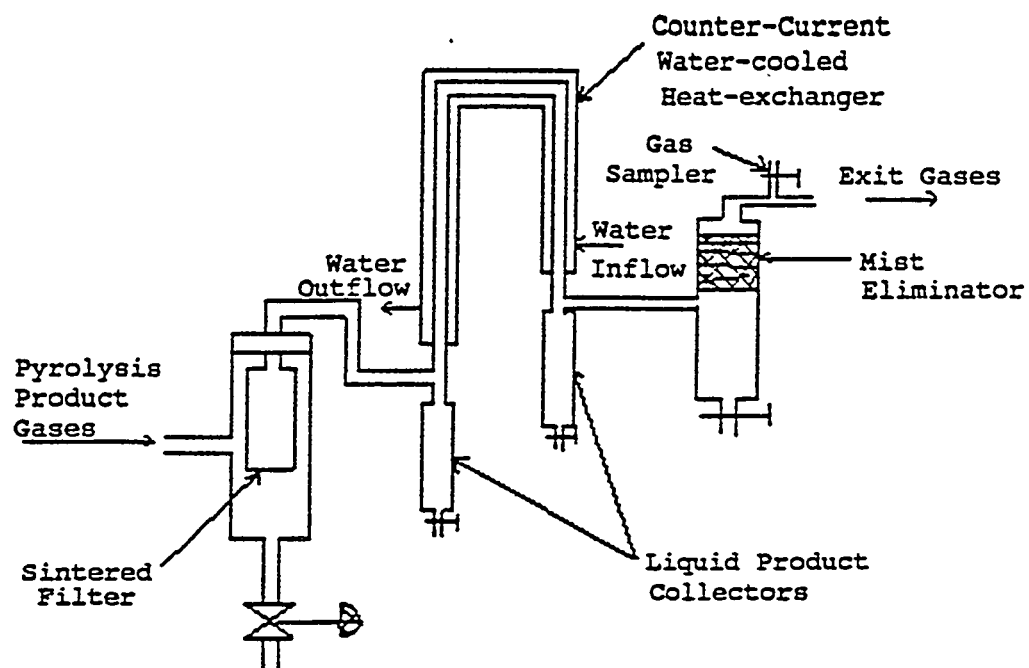 Counter-Current
Water-cooled
Heat-exchanger
Gas
Sampler
Exit Gases
Water
Inflow
Mist
Eliminator
Water
Outflow
Pyrolysis
Product
Gases
Sintered
Filter
Liquid Product
Collectors